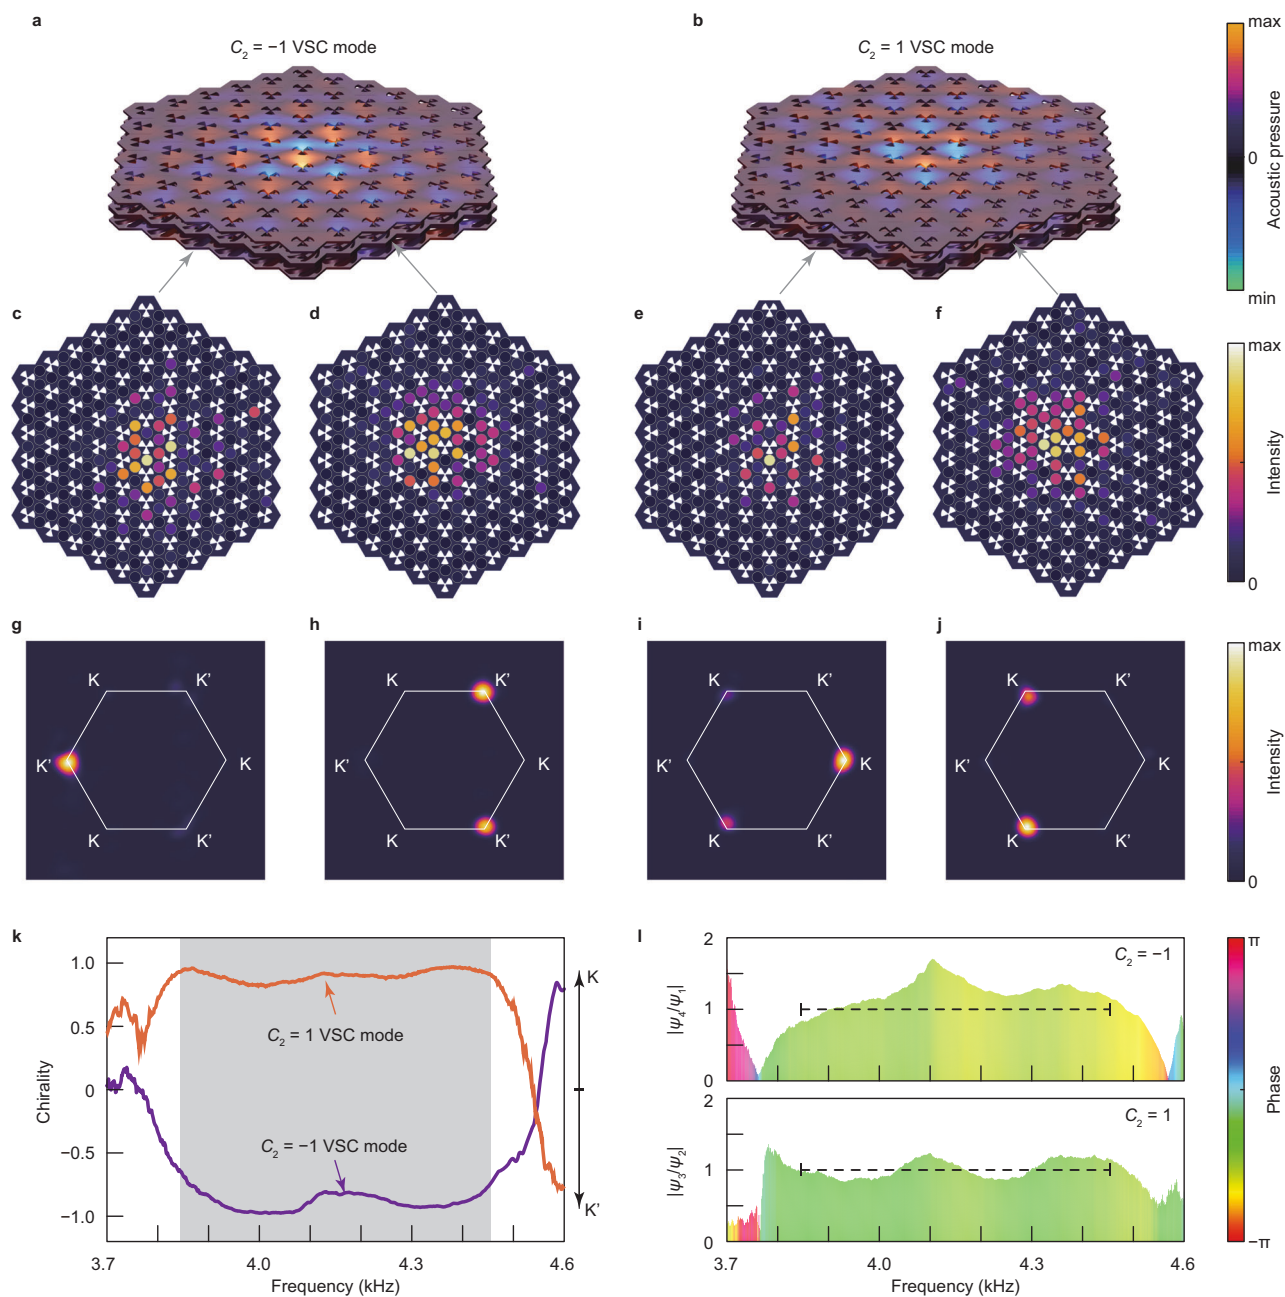 a
C₂ = −1 VSC mode
b
C₂ = 1 VSC mode
max
0
min
Acoustic pressure
c
d
e
f
max
0
Intensity
g
K
K'
K'
K
K
K'
h
K
K'
K
K
K'
i
K
K'
K'
K
K
K'
j
K
K'
K'
K
K
K'
max
0
Intensity
k
1.0
0.5
0
−0.5
−1.0
Chirality
C₂ = 1 VSC mode
C₂ = −1 VSC mode
K
K'
3.7
4.0
4.3
4.6
Frequency (kHz)
l
2
1
0
|ψ₄/ψ₁|
C₂ = −1
2
1
0
|ψ₃/ψ₂|
C₂ = 1
3.7
4.0
4.3
4.6
Frequency (kHz)
π
−π
Phase